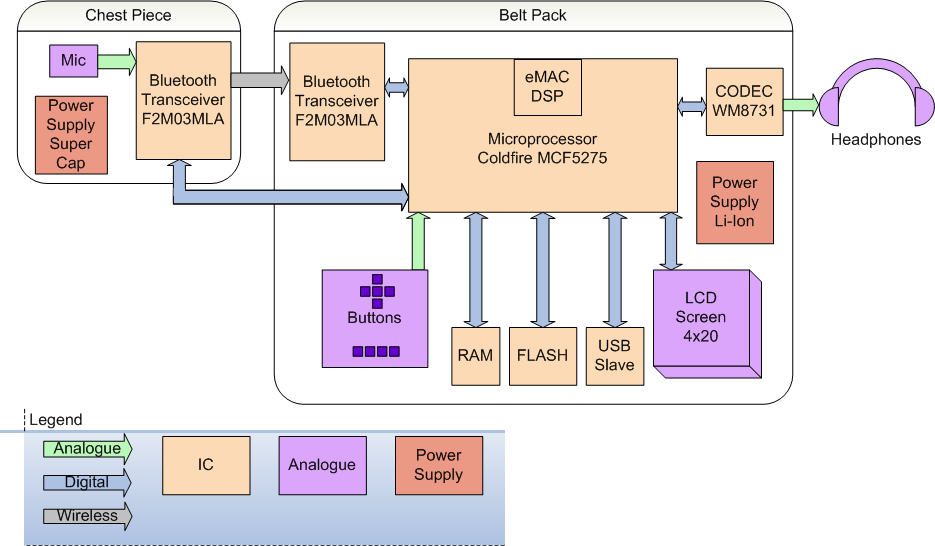 Chest Piece
Belt Pack
Mic
Bluetooth
Transceiver
F2M03MLA
Power
Supply
Super
Cap
Bluetooth
Transceiver
F2M03MLA
eMAC
DSP
Microprocessor
Coldfire MCF5275
CODEC
WM8731
Headphones
Power
Supply
Li-Ion
Buttons
RAM
FLASH
USB
Slave
LCD
Screen
4x20
Legend
Analogue
Digital
Wireless
IC
Analogue
Power
Supply